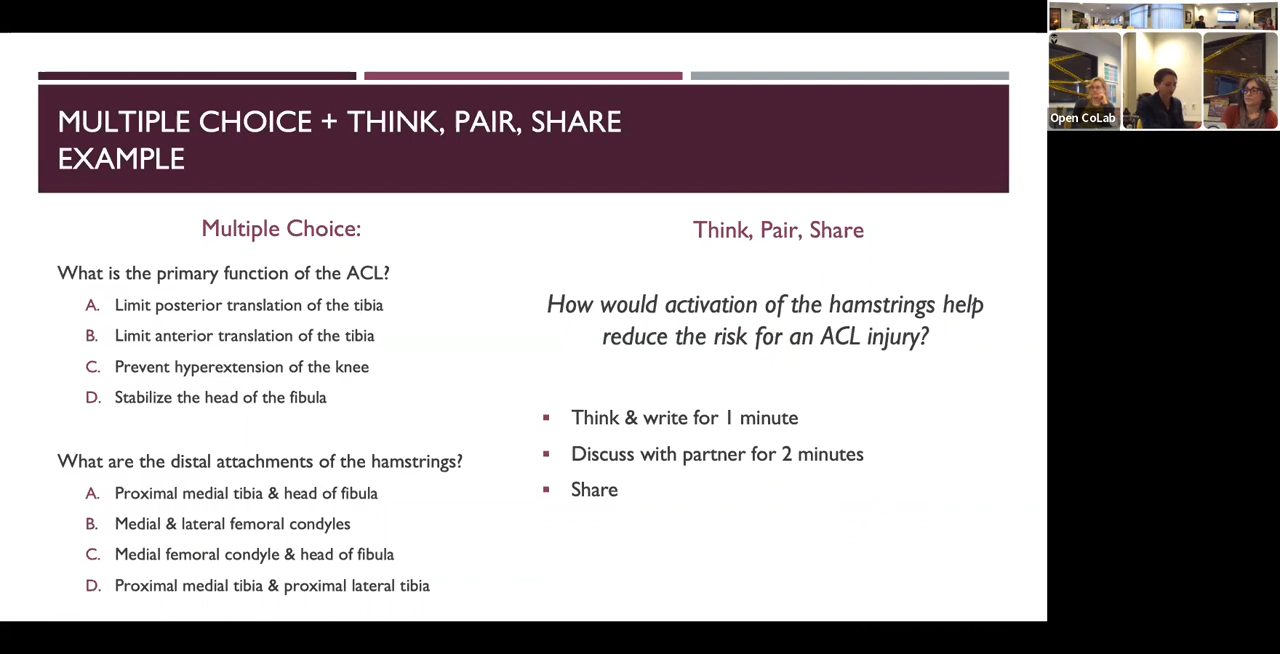 MULTIPLE CHOICE + THINK, PAIR, SHARE
EXAMPLE
Multiple Choice:
What is the primary function of the ACL?
A. Limit posterior translation of the tibia
B. Limit anterior translation of the tibia
C. Prevent hyperextension of the knee
D. Stabilize the head of the fibula
What are the distal attachments of the hamstrings?
A. Proximal medial tibia & head of fibula
B. Medial & lateral femoral condyles
C. Medial femoral condyle & head of fibula
D. Proximal medial tibia & proximal lateral tibia
Think, Pair, Share
How would activation of the hamstrings help
reduce the risk for an ACL injury?
▪ Think & write for 1 minute
▪ Discuss with partner for 2 minutes
▪ Share
Open CoLab